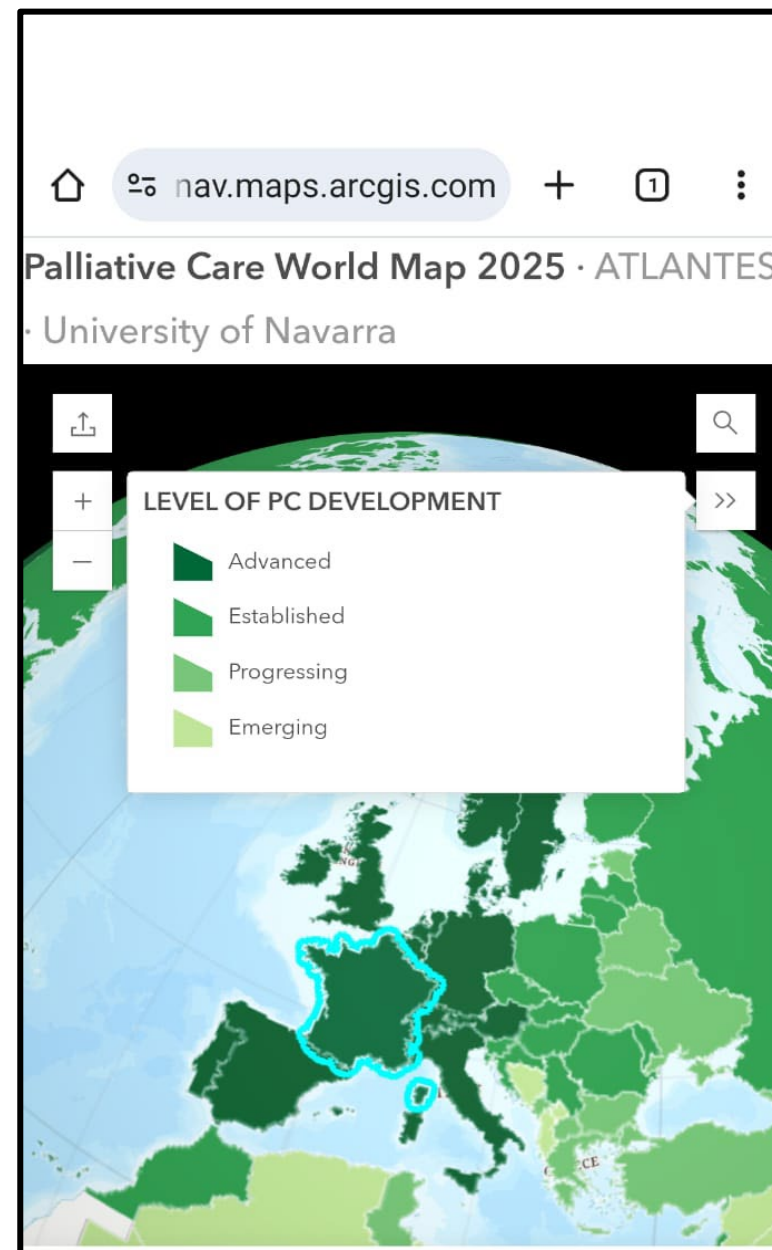 nav.maps.arcgis.com
1
Palliative Care World Map 2025 · ATLANTES
· University of Navarra
LEVEL OF PC DEVELOPMENT
Advanced
Established
Progressing
Emerging